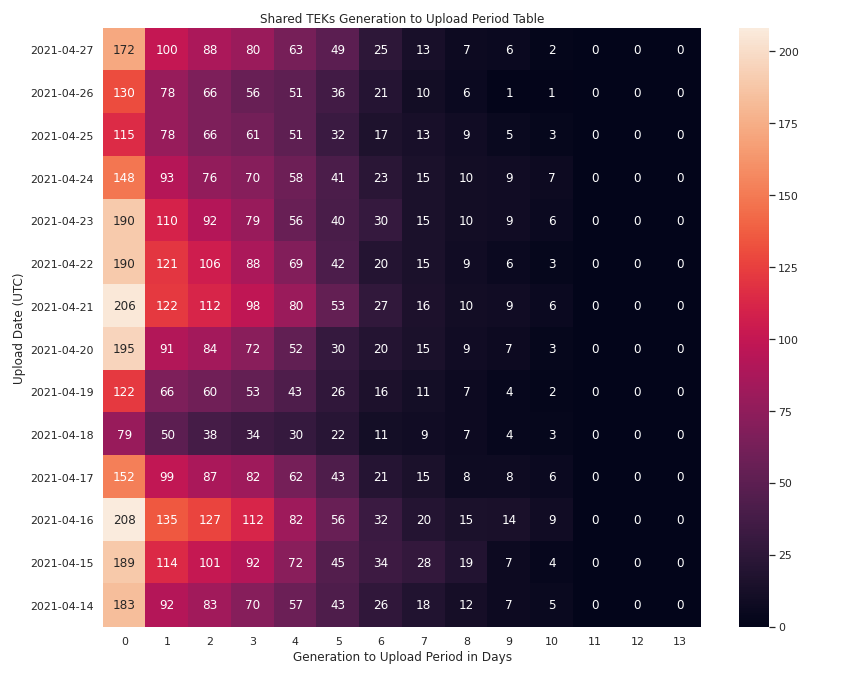 Shared TEKs Generation to Upload Period Table
Upload Date (UTC)
2021-04-27 172 100 88 80 63 49 25 13 7 6 2 0 0 0
2021-04-26 130 78 66 56 51 36 21 10 6 1 1 0 0 0
2021-04-25 115 78 66 61 51 32 17 13 9 5 3 0 0 0
2021-04-24 148 93 76 70 58 41 23 15 10 9 7 0 0 0
2021-04-23 190 110 92 79 56 40 30 15 10 9 6 0 0 0
2021-04-22 190 121 106 88 69 42 20 15 9 6 3 0 0 0
2021-04-21 206 122 112 98 80 53 27 16 10 9 6 0 0 0
2021-04-20 195 91 84 72 52 30 20 15 9 7 3 0 0 0
2021-04-19 122 66 60 53 43 26 16 11 7 4 2 0 0 0
2021-04-18 79 50 38 34 30 22 11 9 7 4 3 0 0 0
2021-04-17 152 99 87 82 62 43 21 15 8 8 6 0 0 0
2021-04-16 208 135 127 112 82 56 32 20 15 14 9 0 0 0
2021-04-15 189 114 101 92 72 45 34 28 19 7 4 0 0 0
2021-04-14 183 92 83 70 57 43 26 18 12 7 5 0 0 0
0 1 2 3 4 5 6 7 8 9 10 11 12 13
Generation to Upload Period in Days
200
175
150
125
100
75
50
25
0